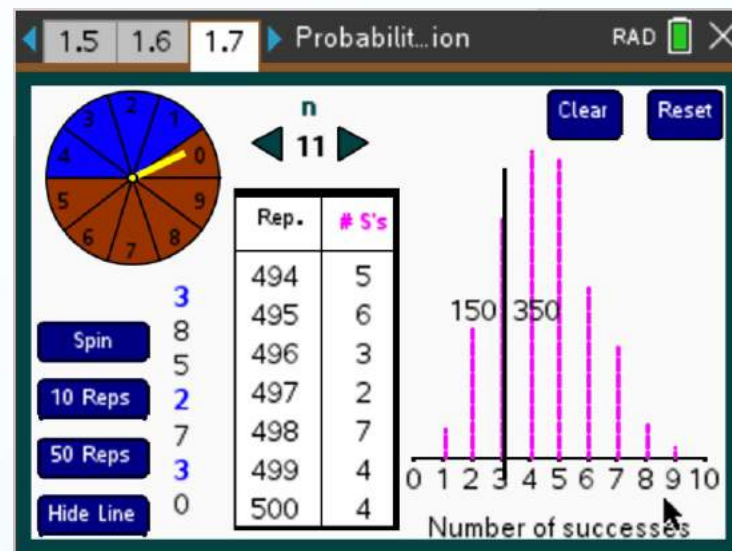 1.5 1.6 1.7 Probabilit...ion RAD
n
11
Clear Reset
2
3 1
4 0
5 9
6 8
7
Rep. # S's
494 5
495 6
496 3
497 2
498 7
499 4
500 4
3
8
5
2
7
3
0
Spin
10 Reps
50 Reps
Hide Line
150 350
0 1 2 3 4 5 6 7 8 9 10
Number of successes